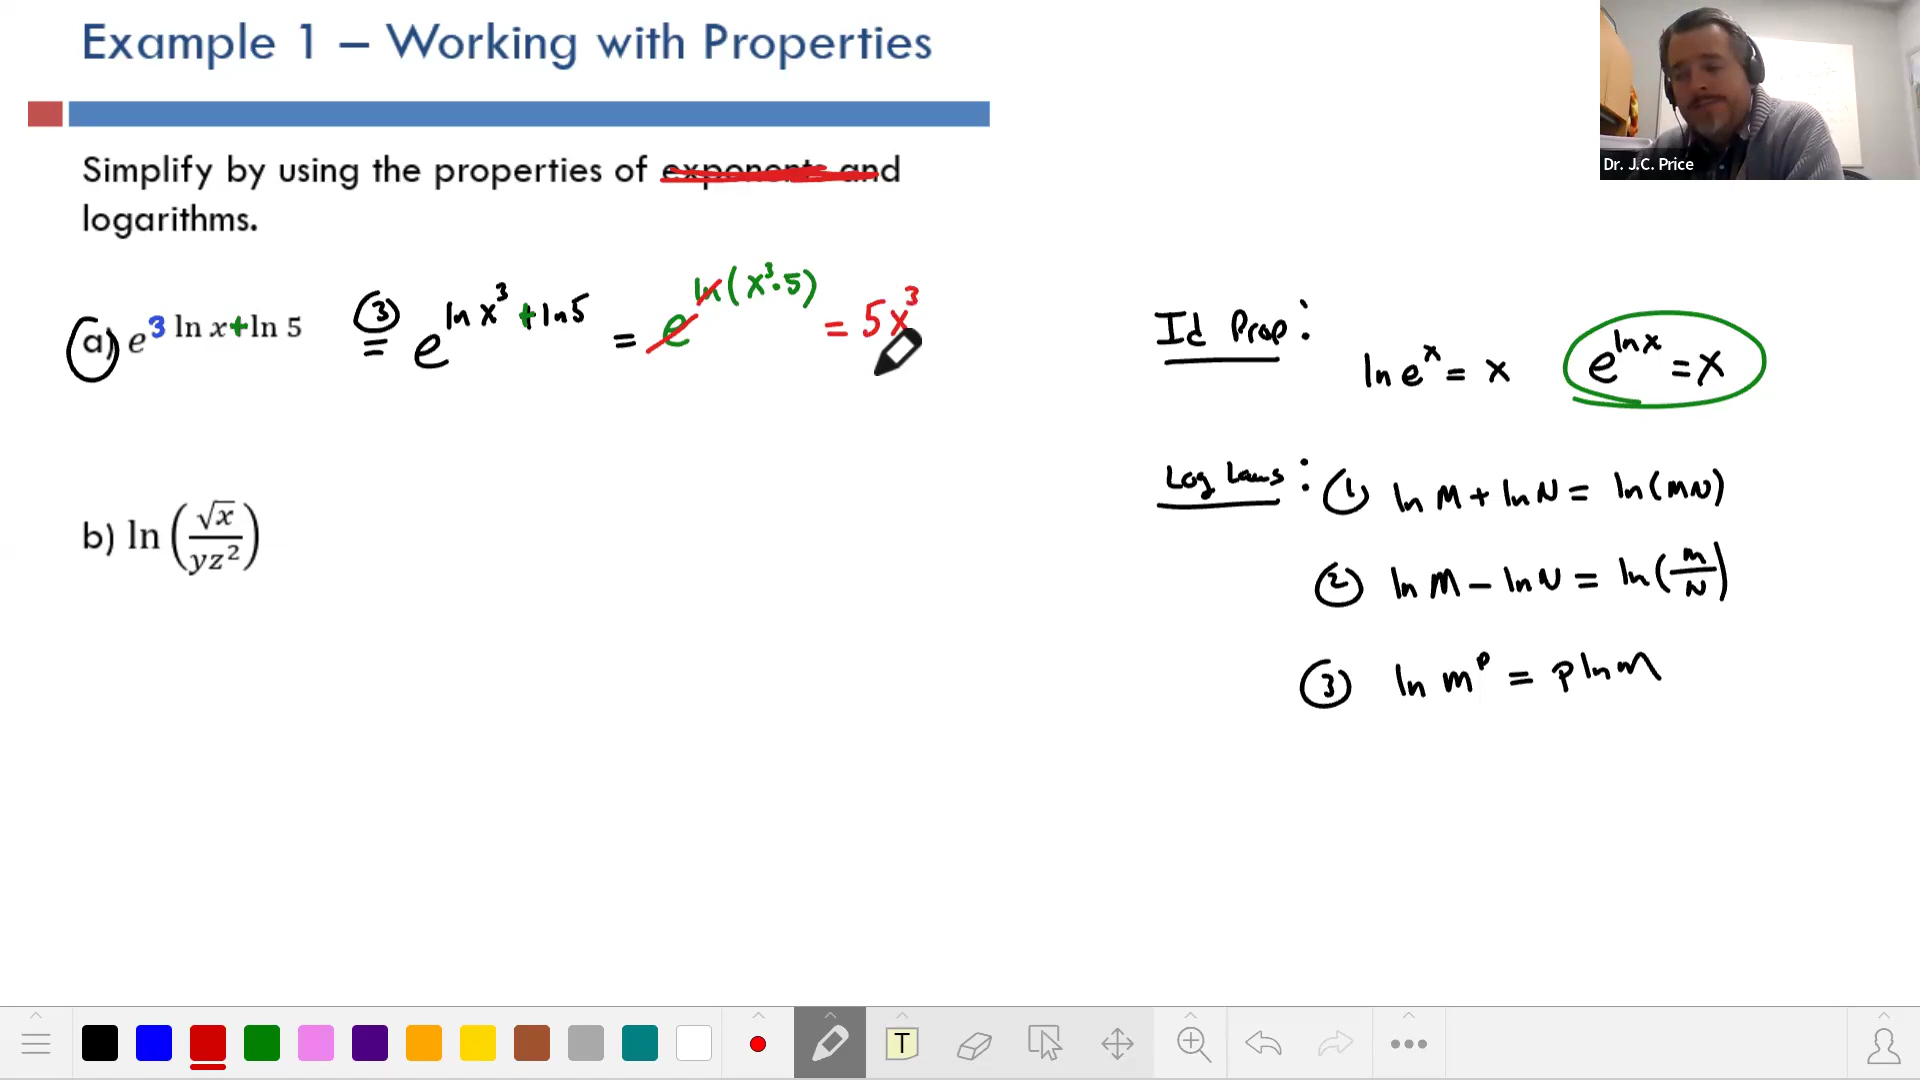 Example 1 – Working with Properties
Dr. J.C. Price
Simplify by using the properties of exponents and
logarithms.
a) e^{3 ln x+ln 5} ③ = e^{ln x^3+ln 5} = e^{ln(x^3·5)} = 5x^3
b) ln (√x / yz^2)
Id Prop: ln e^x = x e^{ln x} = x
Log Laws: ① ln M + ln N = ln(MN)
② ln M − ln N = ln(M/N)
③ ln M^p = p ln M
T